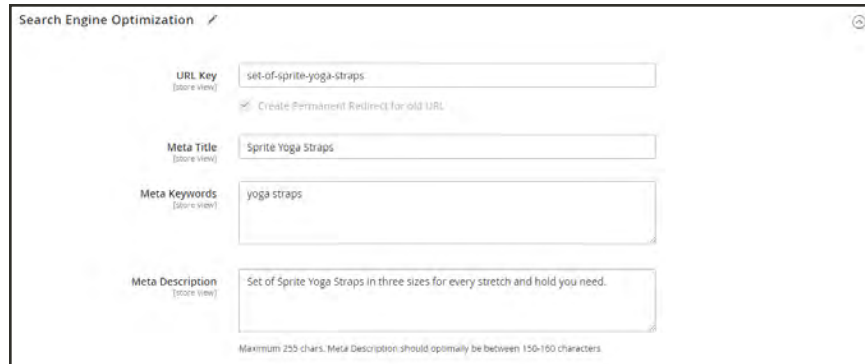 Search Engine Optimization
URL Key
[store view]
set-of-sprite-yoga-straps
Create Permanent Redirect for old URL
Meta Title
[store view]
Sprite Yoga Straps
Meta Keywords
[store view]
yoga straps
Meta Description
[store view]
Set of Sprite Yoga Straps in three sizes for every stretch and hold you need.
Maximum 255 chars. Meta Description should optimally be between 150-160 characters